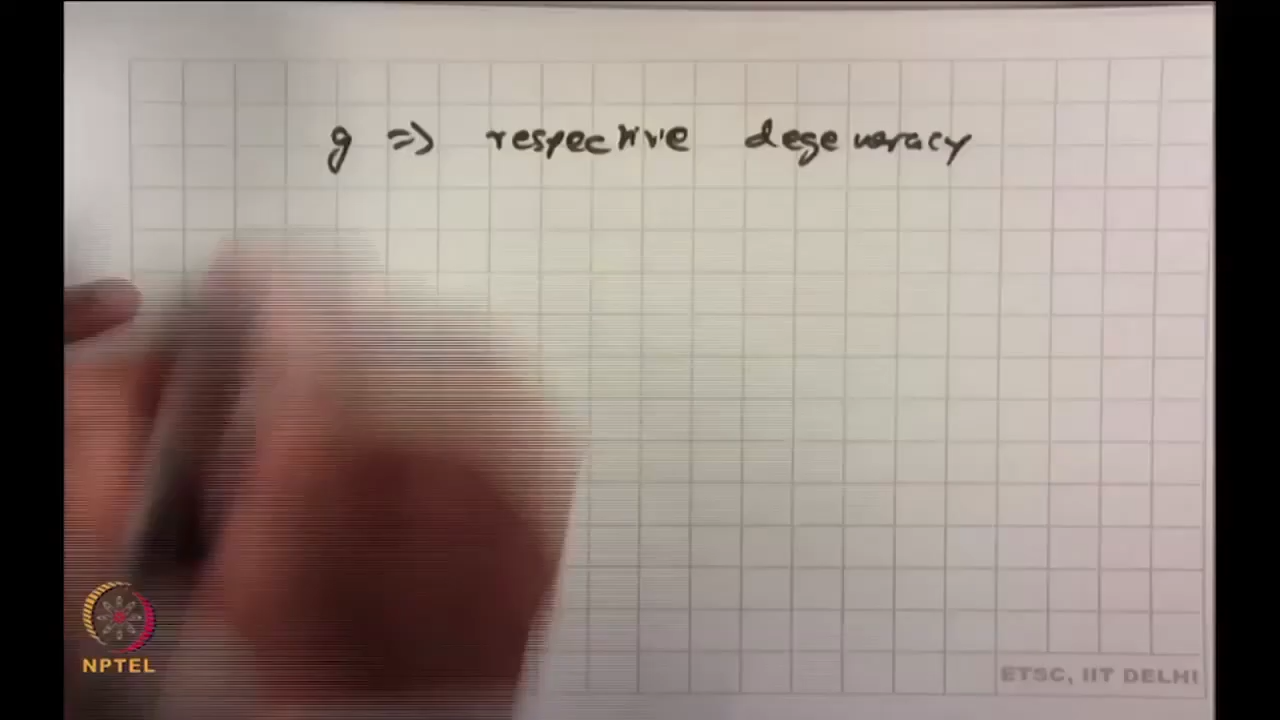 g => respective degeneracy
NPTEL
ETSC, IIT DELHI